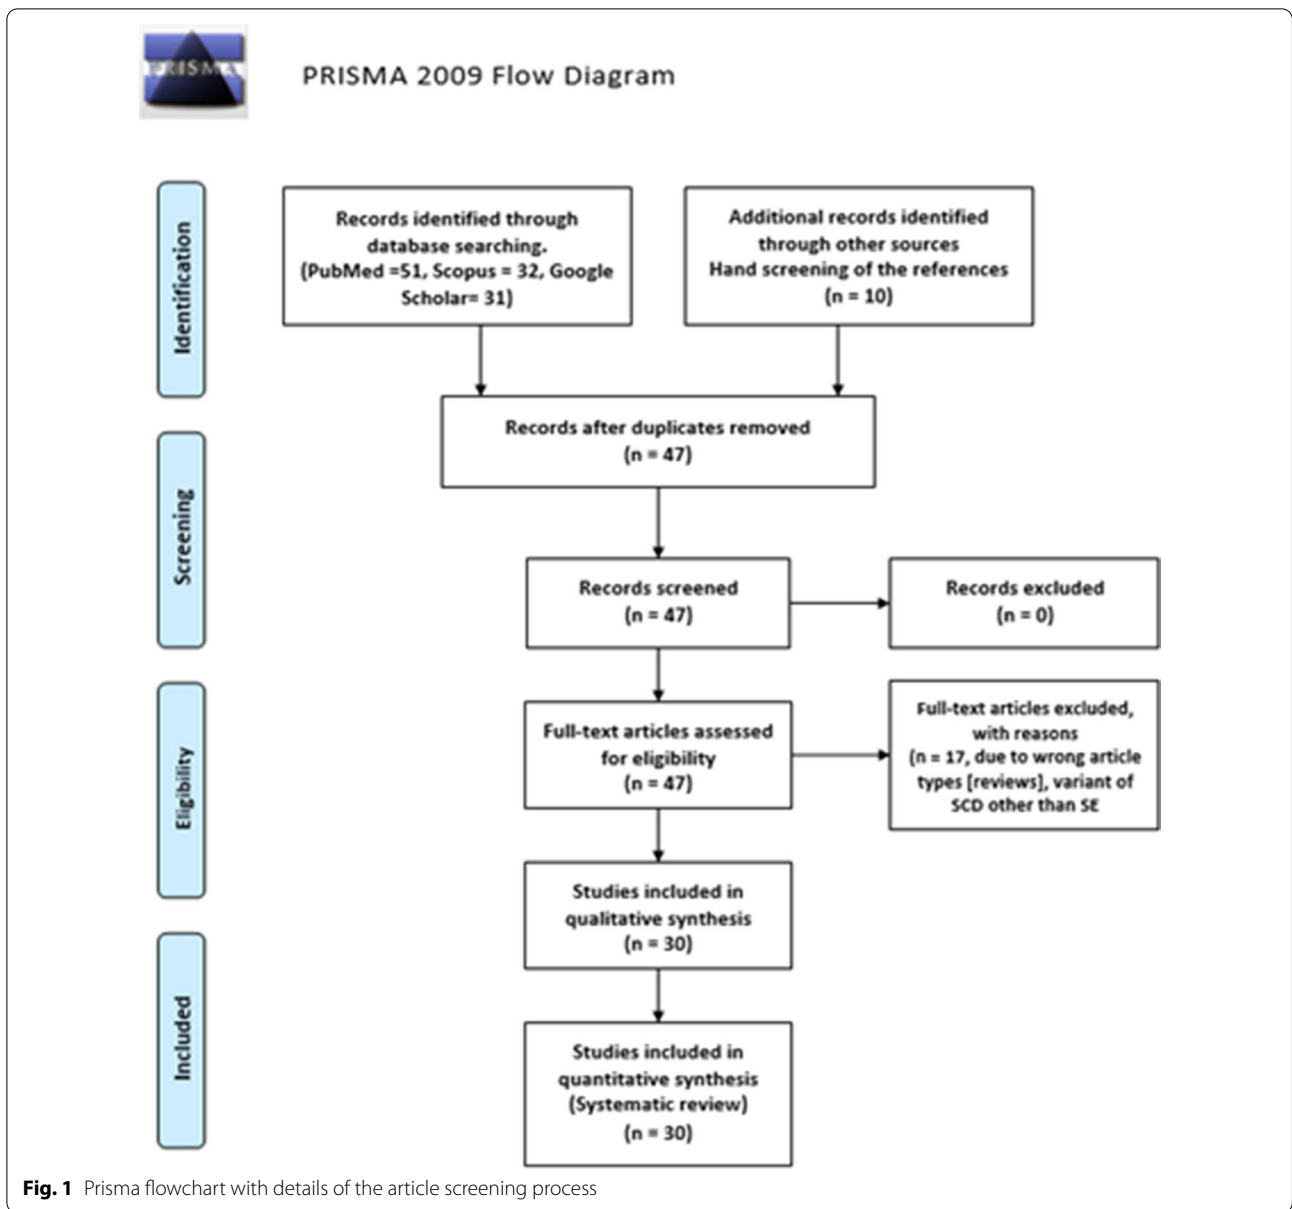 PRISMA
PRISMA 2009 Flow Diagram
Identification
Records identified through
database searching.
(PubMed =51, Scopus = 32, Google
Scholar= 31)
Additional records identified
through other sources
Hand screening of the references
(n = 10)
Records after duplicates removed
(n = 47)
Screening
Records screened
(n = 47)
Records excluded
(n = 0)
Eligibility
Full-text articles assessed
for eligibility
(n = 47)
Full-text articles excluded,
with reasons
(n = 17, due to wrong article
types [reviews], variant of
SCD other than SE
Studies included in
qualitative synthesis
(n = 30)
Included
Studies included in
quantitative synthesis
(Systematic review)
(n = 30)
Fig. 1 Prisma flowchart with details of the article screening process